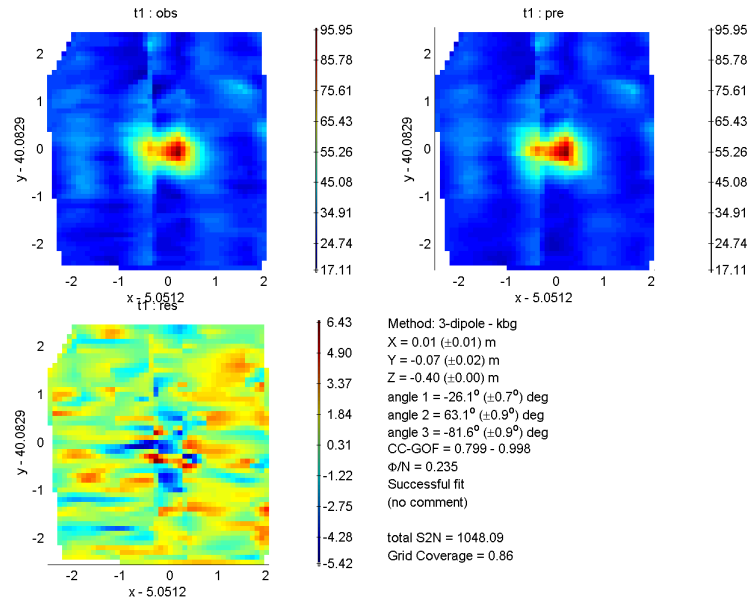 t1 : obs
2
1
0
-1
-2
y - 40.0829
-2
-1
0
1
2
x - 5.0512
95.95
85.78
75.61
65.43
55.26
45.08
34.91
24.74
17.11
t1 : pre
2
1
0
-1
-2
y - 40.0829
-2
-1
0
1
2
x - 5.0512
95.95
85.78
75.61
65.43
55.26
45.08
34.91
24.74
17.11
t1 : res
2
1
0
-1
-2
y - 40.0829
-2
-1
0
1
2
x - 5.0512
6.43
4.90
3.37
1.84
0.31
-1.22
-2.75
-4.28
-5.42
Method: 3-dipole - kbg
X = 0.01 (±0.01) m
Y = -0.07 (±0.02) m
Z = -0.40 (±0.00) m
angle 1 = -26.1° (±0.7°) deg
angle 2 = 63.1° (±0.9°) deg
angle 3 = -81.6° (±0.9°) deg
CC-GOF = 0.799 - 0.998
Φ/N = 0.235
Successful fit
(no comment)
total S2N = 1048.09
Grid Coverage = 0.86